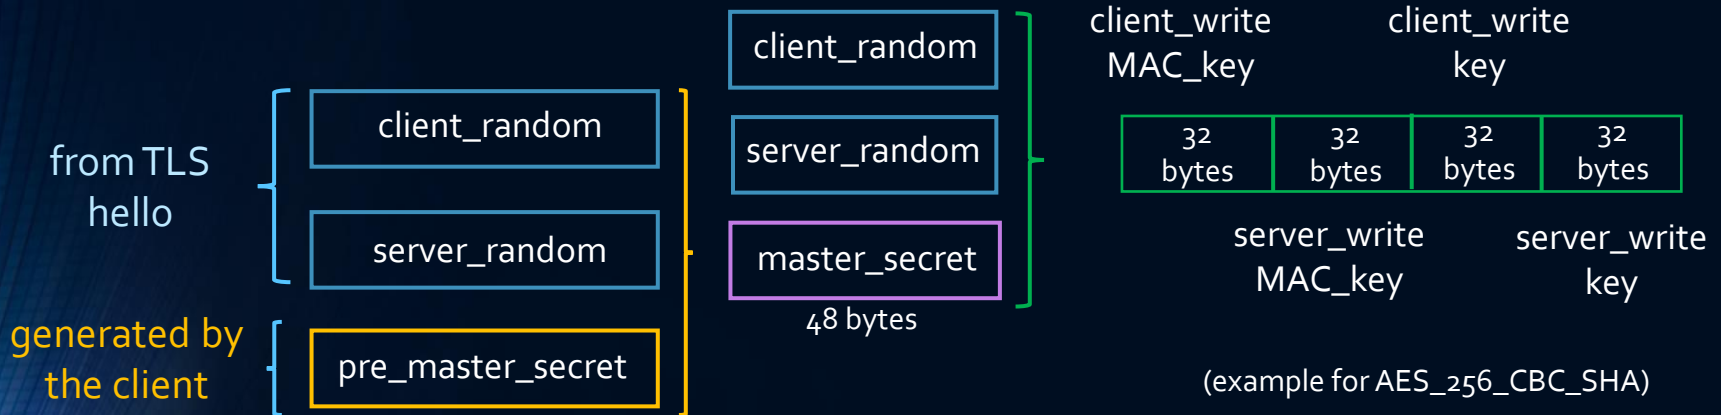 from TLS
hello
generated by
the client
client_random
server_random
pre_master_secret
client_random
server_random
master_secret
48 bytes
client_write
MAC_key
client_write
key
32
bytes
32
bytes
32
bytes
32
bytes
server_write
MAC_key
server_write
key
(example for AES_256_CBC_SHA)